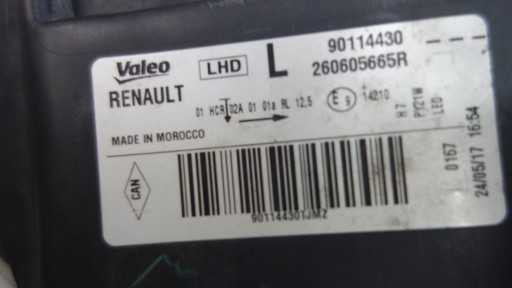 Valeo LHD L 90114430 ---
RENAULT 260605665R
01 HCR 02A 01 01a RL 12,5 E9 14210
H7
PY21W
LED
MADE IN MOROCCO
CAN
0167
24/05/17 16:54
901144301JMZ